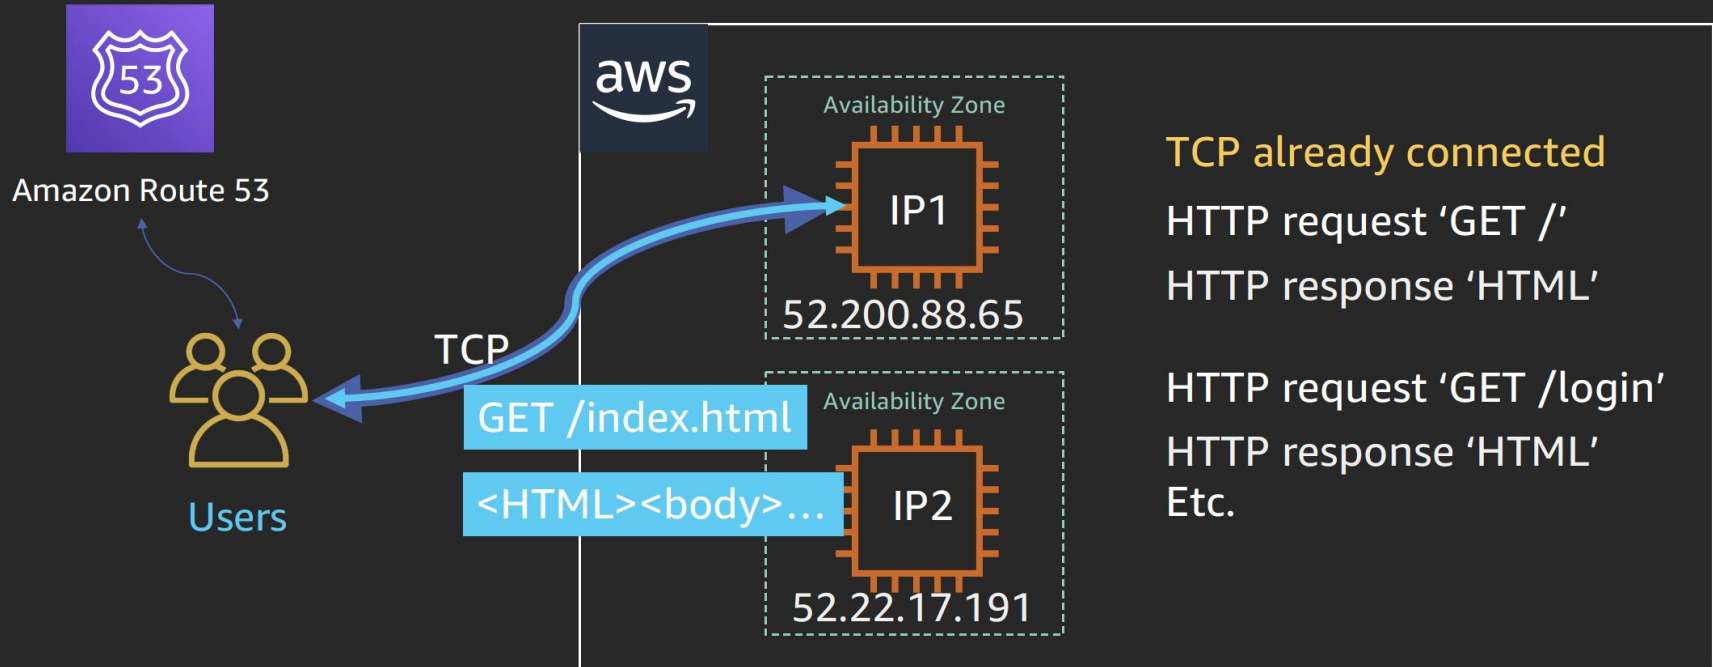 53
Amazon Route 53
Users
aws
TCP
GET /index.html
<HTML><body>...
Availability Zone
IP1
52.200.88.65
Availability Zone
IP2
52.22.17.191
TCP already connected
HTTP request ‘GET /’
HTTP response ‘HTML’
HTTP request ‘GET /login’
HTTP response ‘HTML’
Etc.